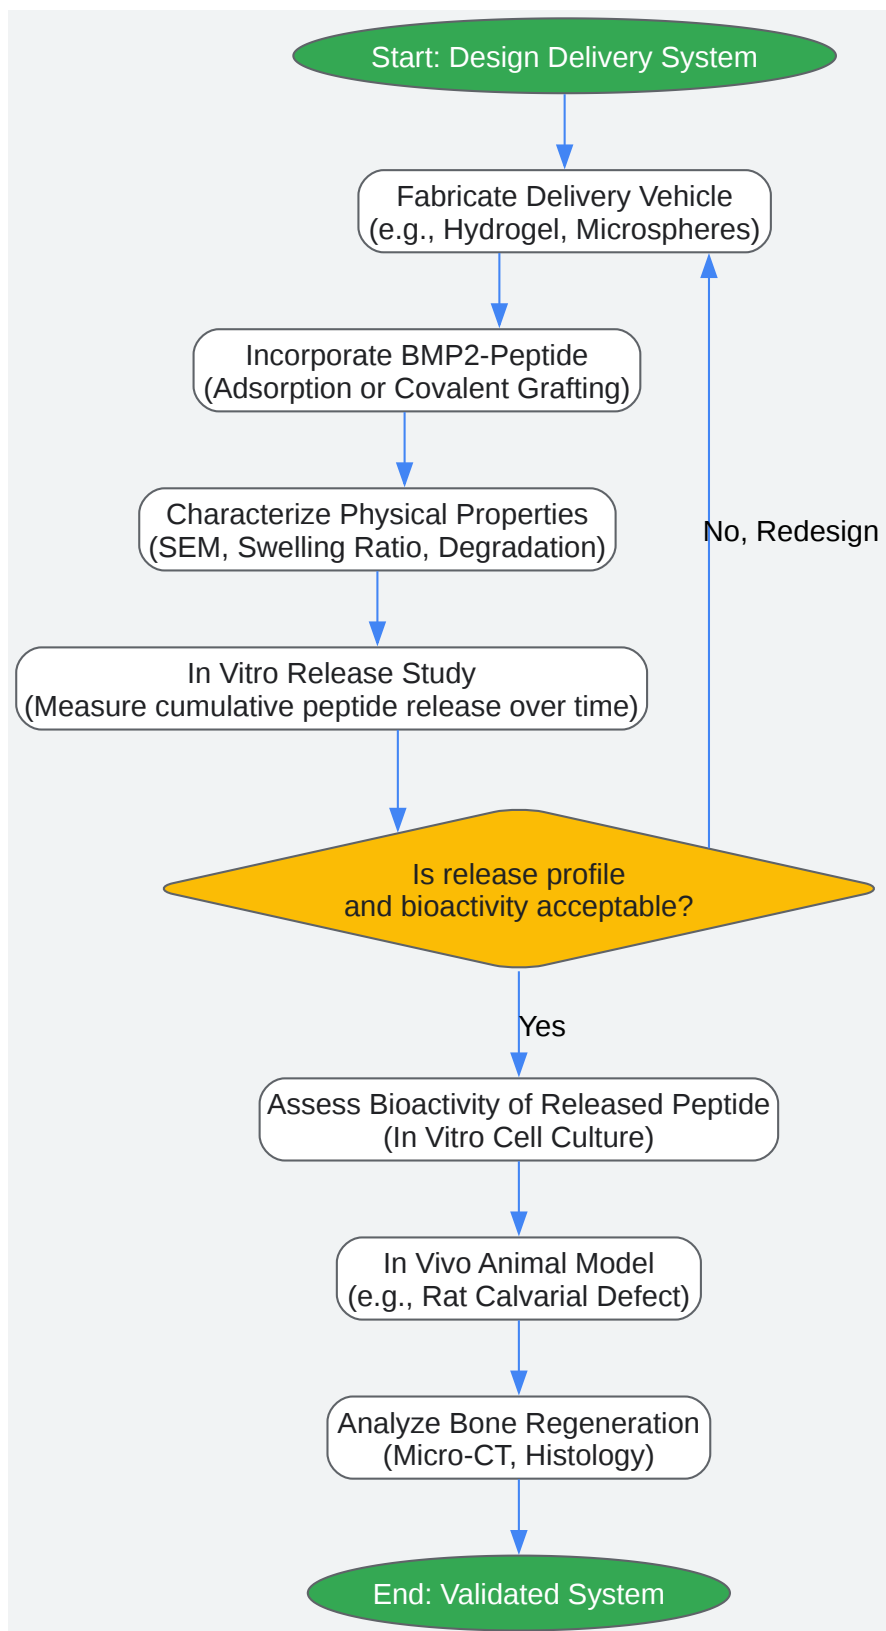 Start: Design Delivery System
Fabricate Delivery Vehicle
(e.g., Hydrogel, Microspheres)
Incorporate BMP2-Peptide
(Adsorption or Covalent Grafting)
Characterize Physical Properties
(SEM, Swelling Ratio, Degradation)
No, Redesign
In Vitro Release Study
(Measure cumulative peptide release over time)
Is release profile
and bioactivity acceptable?
Yes
Assess Bioactivity of Released Peptide
(In Vitro Cell Culture)
In Vivo Animal Model
(e.g., Rat Calvarial Defect)
Analyze Bone Regeneration
(Micro-CT, Histology)
End: Validated System